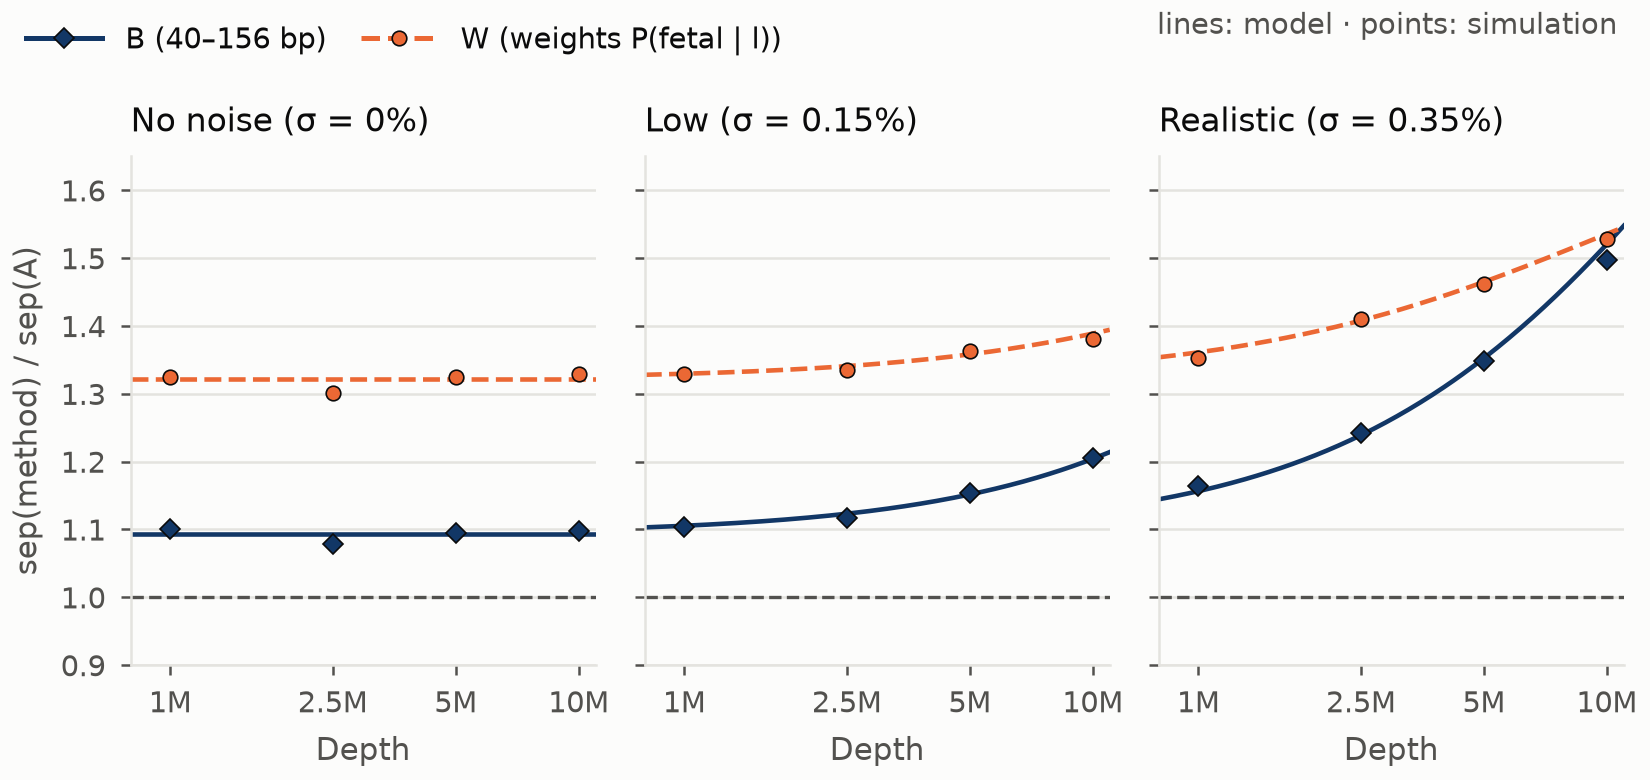 B (40–156 bp)
W (weights P(fetal | l))
lines: model · points: simulation
No noise (σ = 0%)
Low (σ = 0.15%)
Realistic (σ = 0.35%)
sep(method) / sep(A)
1.6
1.5
1.4
1.3
1.2
1.1
1.0
0.9
1M 2.5M 5M 10M
1M 2.5M 5M 10M
1M 2.5M 5M 10M
Depth
Depth
Depth